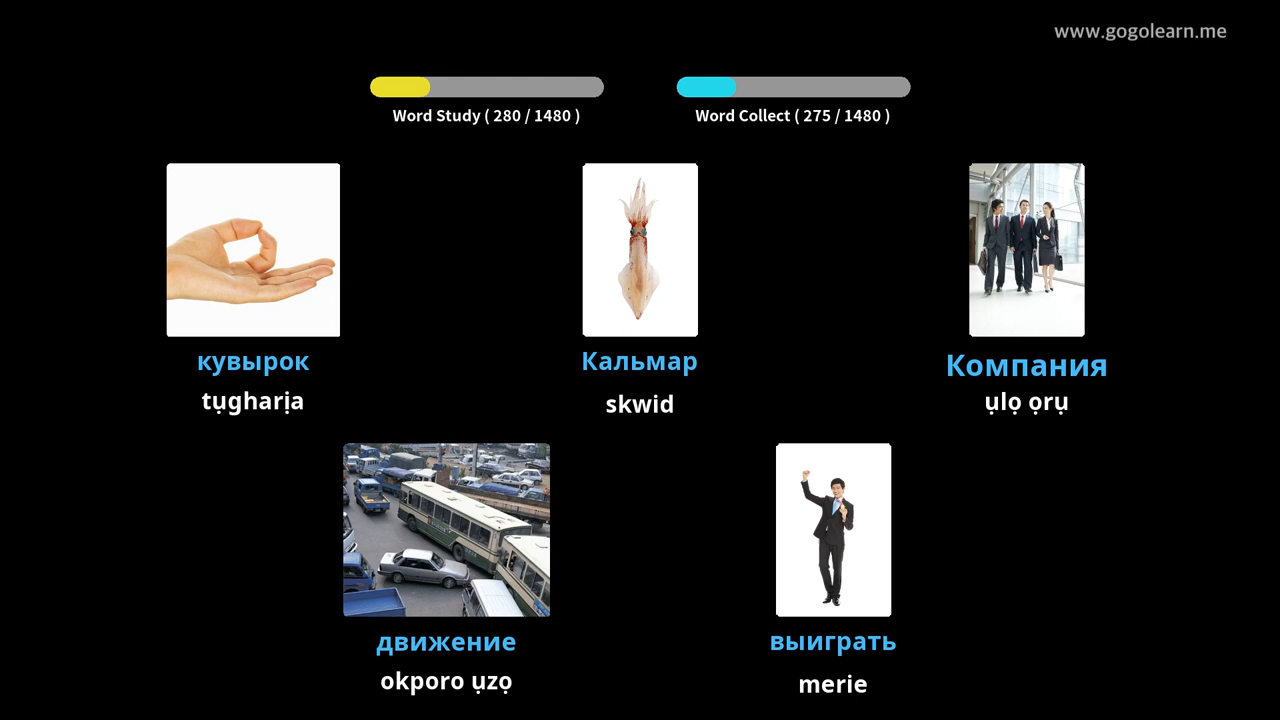 www.gogolearn.me
Word Study ( 280 / 1480 )
Word Collect ( 275 / 1480 )
кувырок
Кальмар
Компания
tụgharịa
skwid
ụlọ ọrụ
движение
выиграть
okporo ụzọ
merie